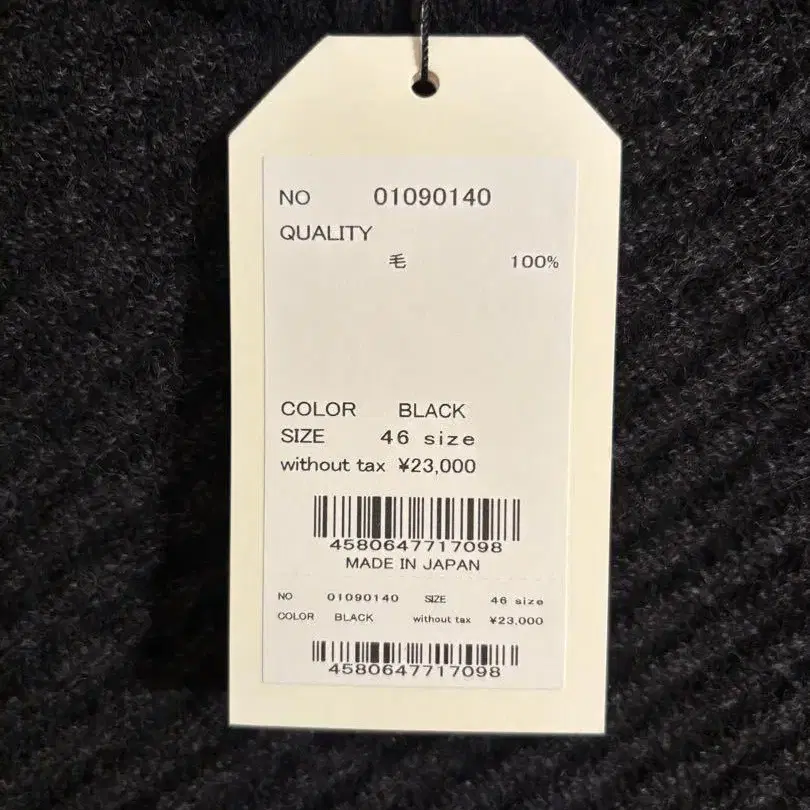 NO 01090140
QUALITY
毛 100%
COLOR BLACK
SIZE 46 size
without tax ¥23,000
4580647717098
MADE IN JAPAN
NO 01090140 SIZE 46 size
COLOR BLACK without tax ¥23,000
4580647717098